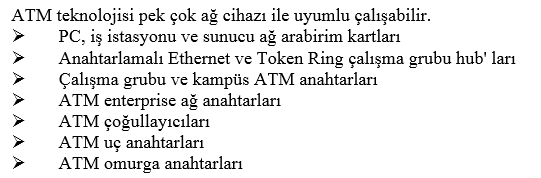 ATM teknolojisi pek çok ağ cihazı ile uyumlu çalışabilir.
➢ PC, iş istasyonu ve sunucu ağ arabirim kartları
➢ Anahtarlamalı Ethernet ve Token Ring çalışma grubu hub' ları
➢ Çalışma grubu ve kampüs ATM anahtarları
➢ ATM enterprise ağ anahtarları
➢ ATM çoğullayıcıları
➢ ATM uç anahtarları
➢ ATM omurga anahtarları